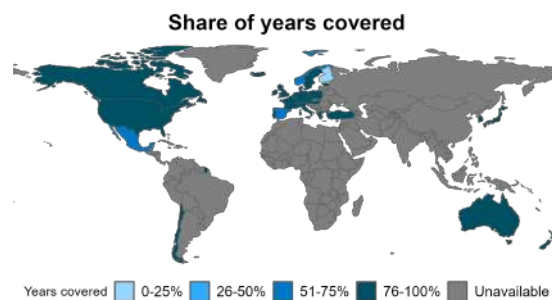 Share of years covered
Years covered 0-25% 26-50% 51-75% 76-100% Unavailable